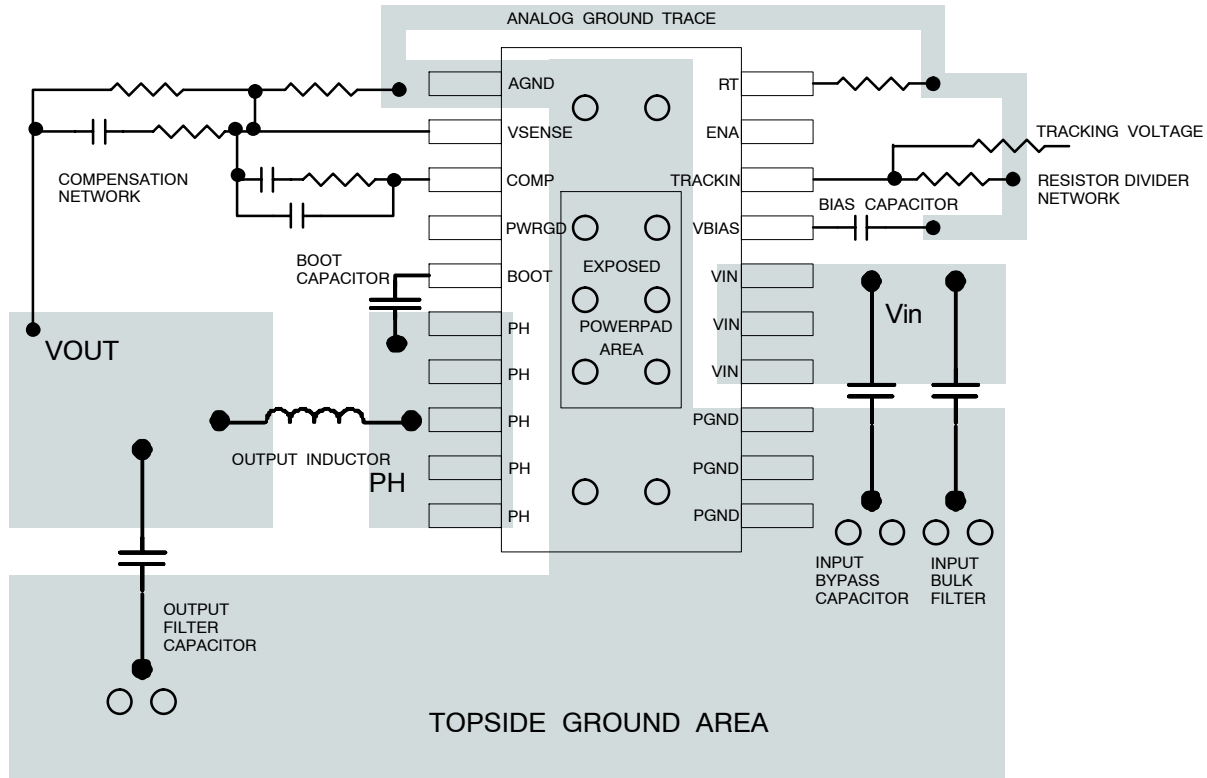 ANALOG GROUND TRACE
AGND
RT
VSENSE
ENA
TRACKING VOLTAGE
COMPENSATION
NETWORK
COMP
TRACKIN
RESISTOR DIVIDER
NETWORK
BIAS CAPACITOR
PWRGD
VBIAS
BOOT
CAPACITOR
BOOT
EXPOSED
POWERPAD
AREA
VIN
Vin
PH
VIN
VOUT
PH
VIN
PH
PGND
OUTPUT INDUCTOR
PH
PH
PGND
PH
PGND
INPUT
BYPASS
CAPACITOR
INPUT
BULK
FILTER
OUTPUT
FILTER
CAPACITOR
TOPSIDE GROUND AREA